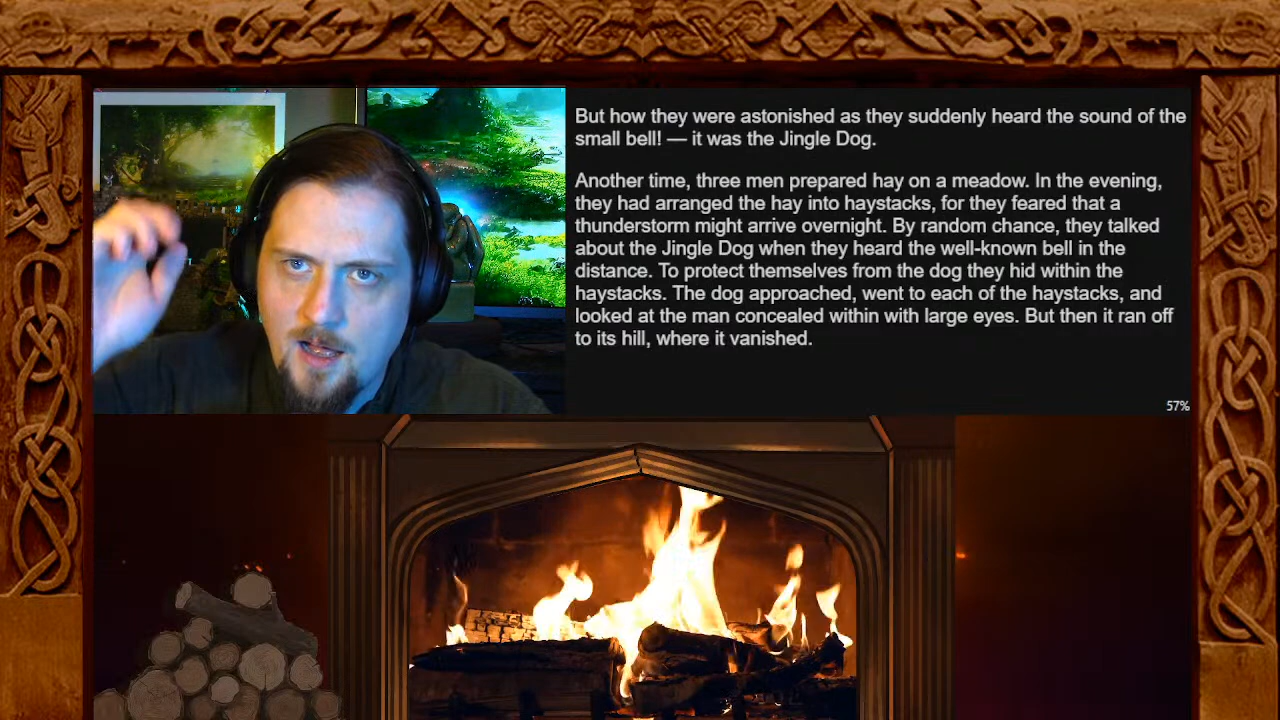 But how they were astonished as they suddenly heard the sound of the
small bell! — it was the Jingle Dog.
Another time, three men prepared hay on a meadow. In the evening,
they had arranged the hay into haystacks, for they feared that a
thunderstorm might arrive overnight. By random chance, they talked
about the Jingle Dog when they heard the well-known bell in the
distance. To protect themselves from the dog they hid within the
haystacks. The dog approached, went to each of the haystacks, and
looked at the man concealed within with large eyes. But then it ran off
to its hill, where it vanished.
57%